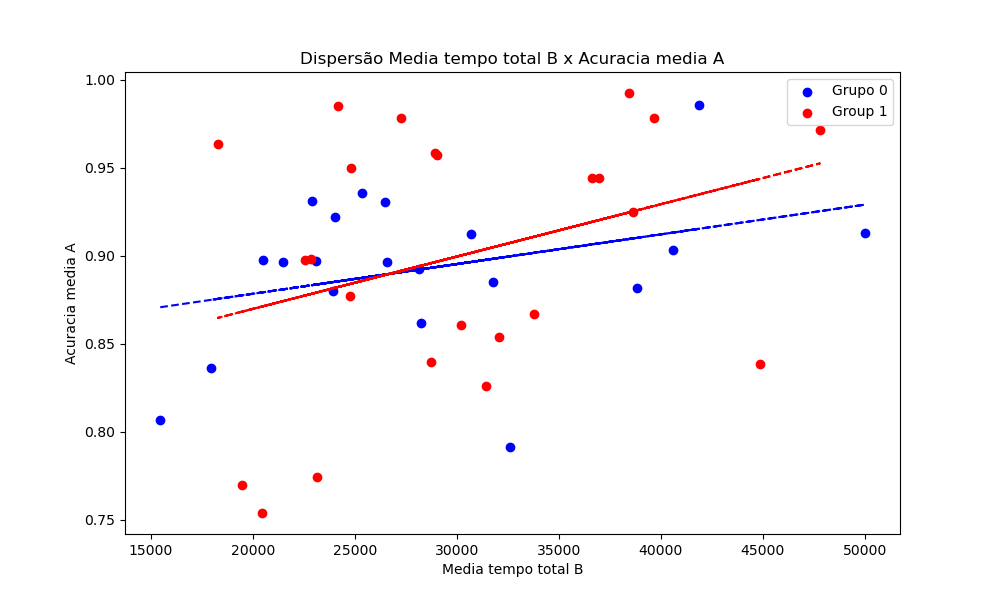 Dispersão Media tempo total B x Acuracia media A
Grupo 0
Group 1
Acuracia media A
1.00
0.95
0.90
0.85
0.80
0.75
15000 20000 25000 30000 35000 40000 45000 50000
Media tempo total B